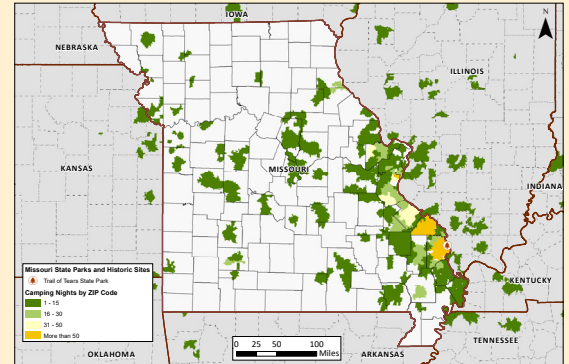 IOWA
N
NEBRASKA
ILLINOIS
KANSAS
MISSOURI
INDIANA
Missouri State Parks and Historic Sites
Trail of Tears State Park
Camping Nights by ZIP Code
1 - 15
16 - 30
31 - 50
More than 50
KENTUCKY
0 25 50 100
Miles
TENNESSEE
OKLAHOMA
ARKANSAS